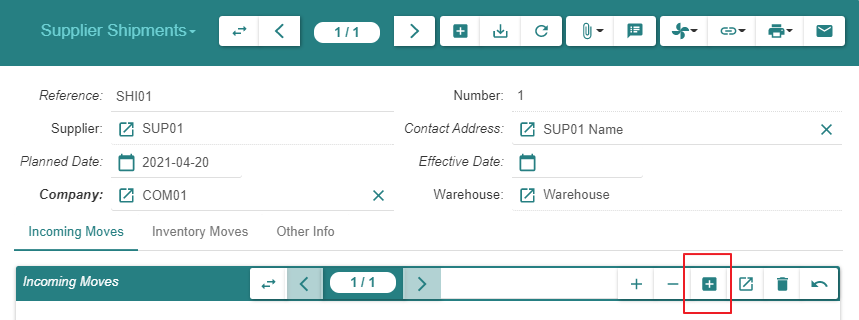 Supplier Shipments
1 / 1
Reference: SHI01 Number: 1
Supplier: SUP01 Contact Address: SUP01 Name
Planned Date: 2021-04-20 Effective Date:
Company: COM01 Warehouse: Warehouse
Incoming Moves Inventory Moves Other Info
Incoming Moves 1 / 1